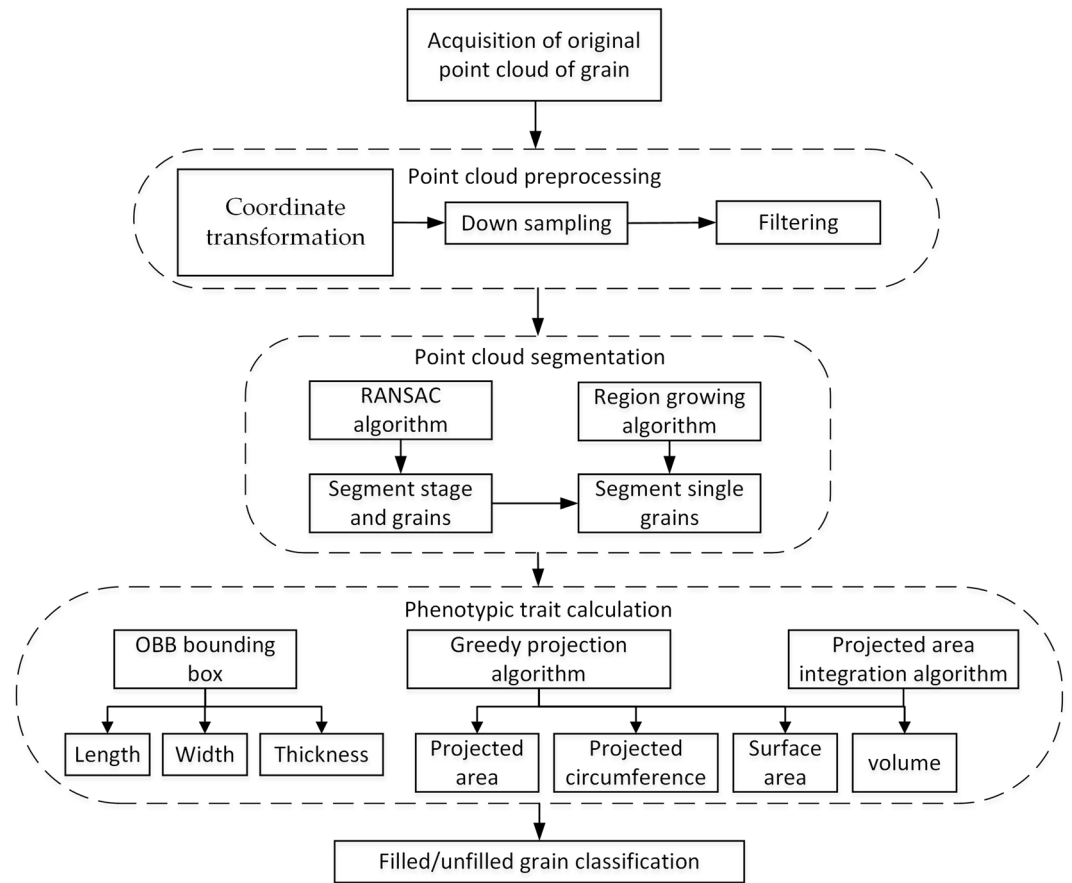 Acquisition of original
point cloud of grain
Point cloud preprocessing
Coordinate
transformation
Down sampling
Filtering
Point cloud segmentation
RANSAC
algorithm
Region growing
algorithm
Segment stage
and grains
Segment single
grains
Phenotypic trait calculation
OBB bounding
box
Greedy projection
algorithm
Projected area
integration algorithm
Length
Width
Thickness
Projected
area
Projected
circumference
Surface
area
volume
Filled/unfilled grain classification